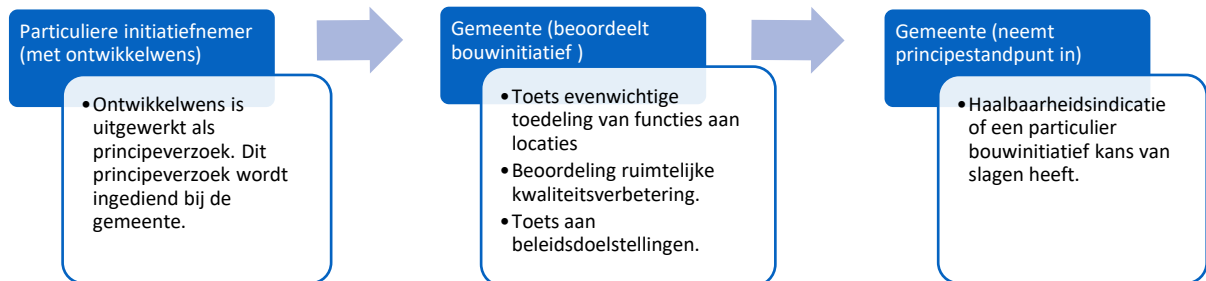 Particuliere initiatiefnemer
(met ontwikkelwens)
•Ontwikkelwens is
uitgewerkt als
principeverzoek. Dit
principeverzoek wordt
ingediend bij de
gemeente.
Gemeente (beoordeelt
bouwinitiatief )
•Toets evenwichtige
toedeling van functies aan
locaties
•Beoordeling ruimtelijke
kwaliteitsverbetering.
•Toets aan
beleidsdoelstellingen.
Gemeente (neemt
principestandpunt in)
•Haalbaarheidsindicatie
of een particulier
bouwinitiatief kans van
slagen heeft.